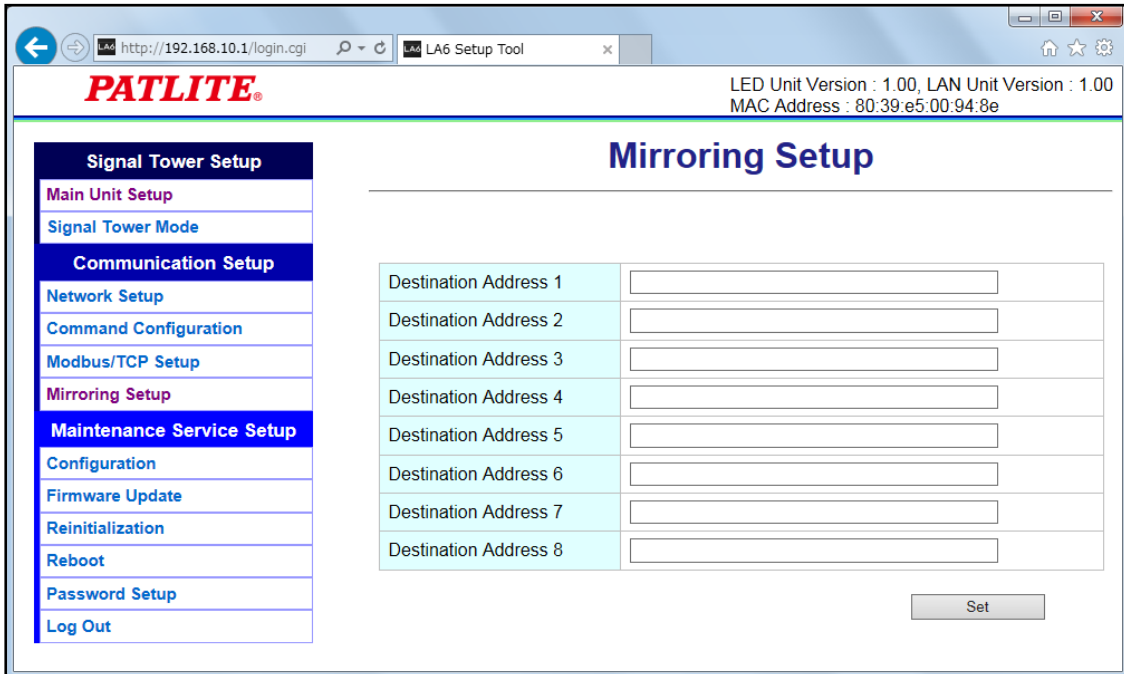 http://192.168.10.1/login.cgi
LA6 LA6 Setup Tool
PATLITE®
LED Unit Version : 1.00, LAN Unit Version : 1.00
MAC Address : 80:39:e5:00:94:8e
Signal Tower Setup
Main Unit Setup
Signal Tower Mode
Communication Setup
Network Setup
Command Configuration
Modbus/TCP Setup
Mirroring Setup
Maintenance Service Setup
Configuration
Firmware Update
Reinitialization
Reboot
Password Setup
Log Out
Mirroring Setup
Destination Address 1
Destination Address 2
Destination Address 3
Destination Address 4
Destination Address 5
Destination Address 6
Destination Address 7
Destination Address 8
Set